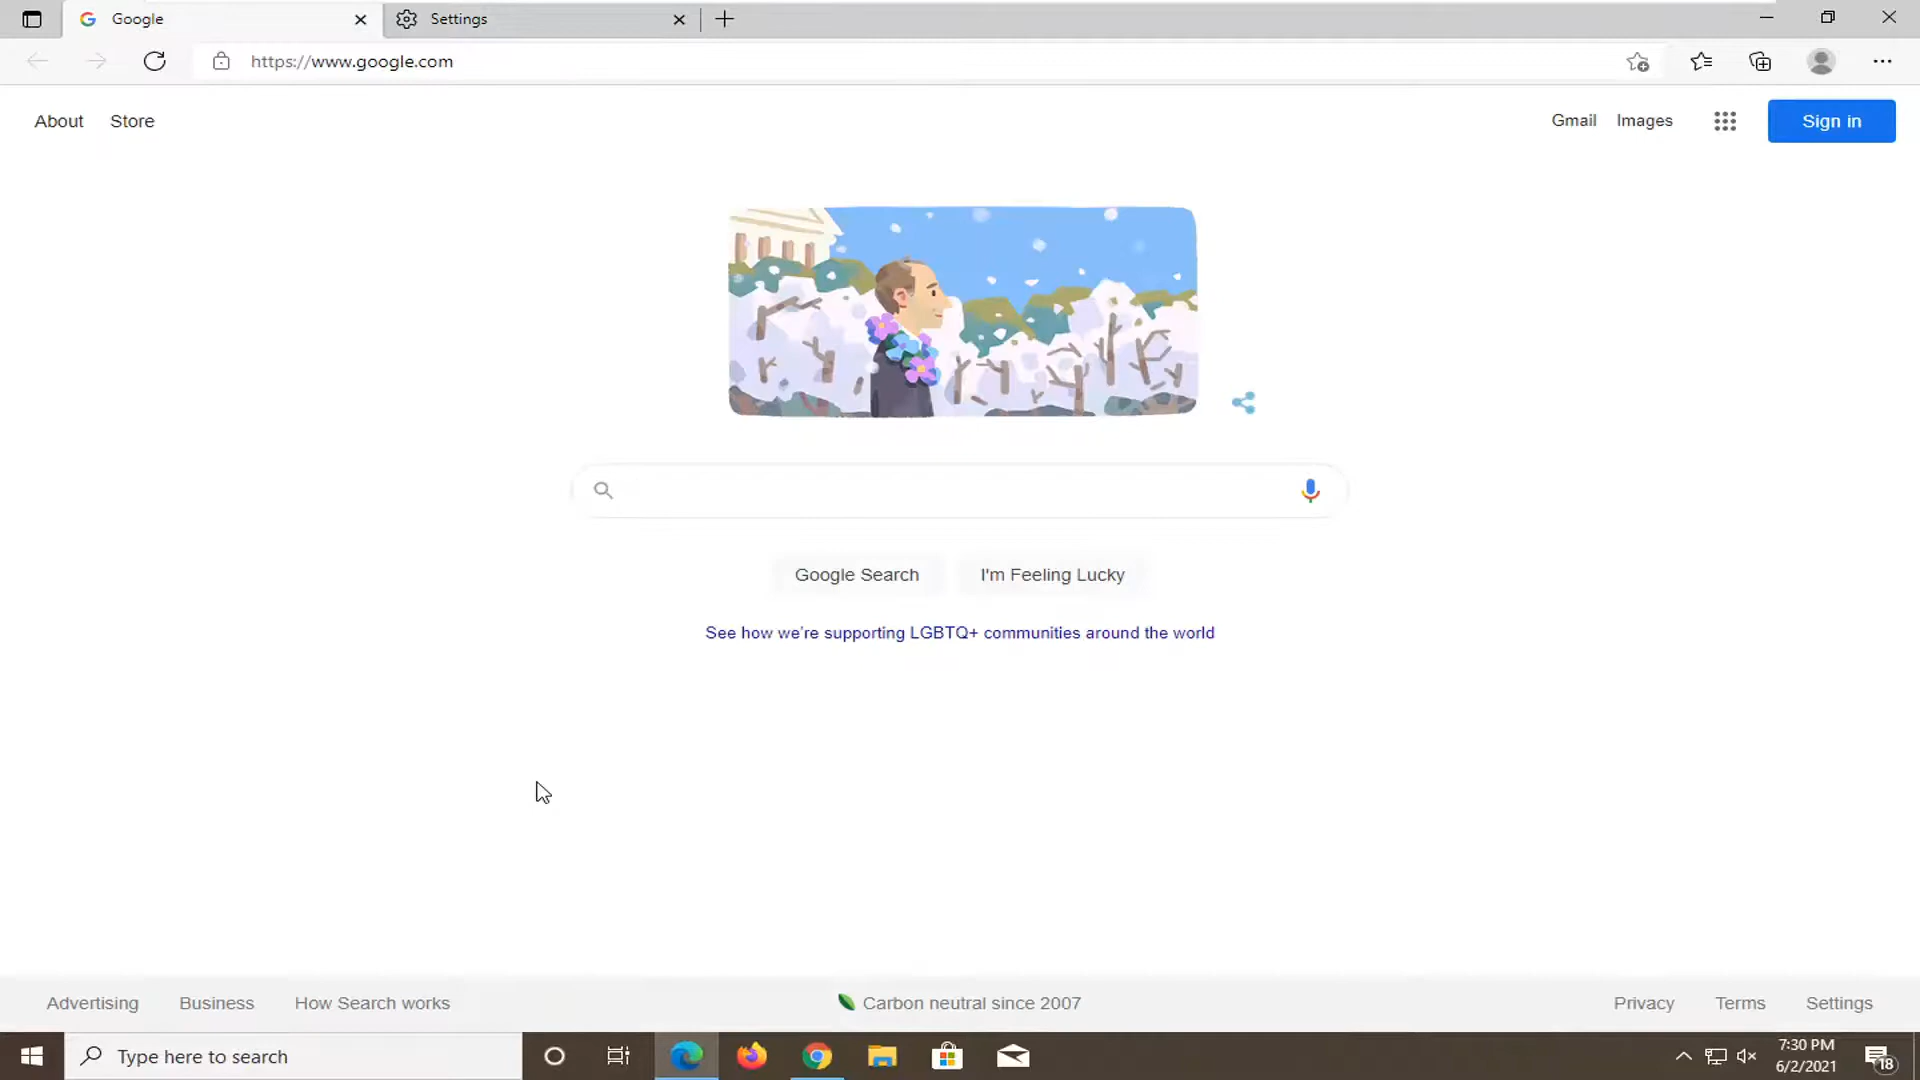 Google
Settings
https://www.google.com
About
Store
Gmail
Images
Sign in
Google Search
I'm Feeling Lucky
See how we're supporting LGBTQ+ communities around the world
Advertising
Business
How Search works
Carbon neutral since 2007
Privacy
Terms
Settings
Type here to search
7:30 PM
6/2/2021
18